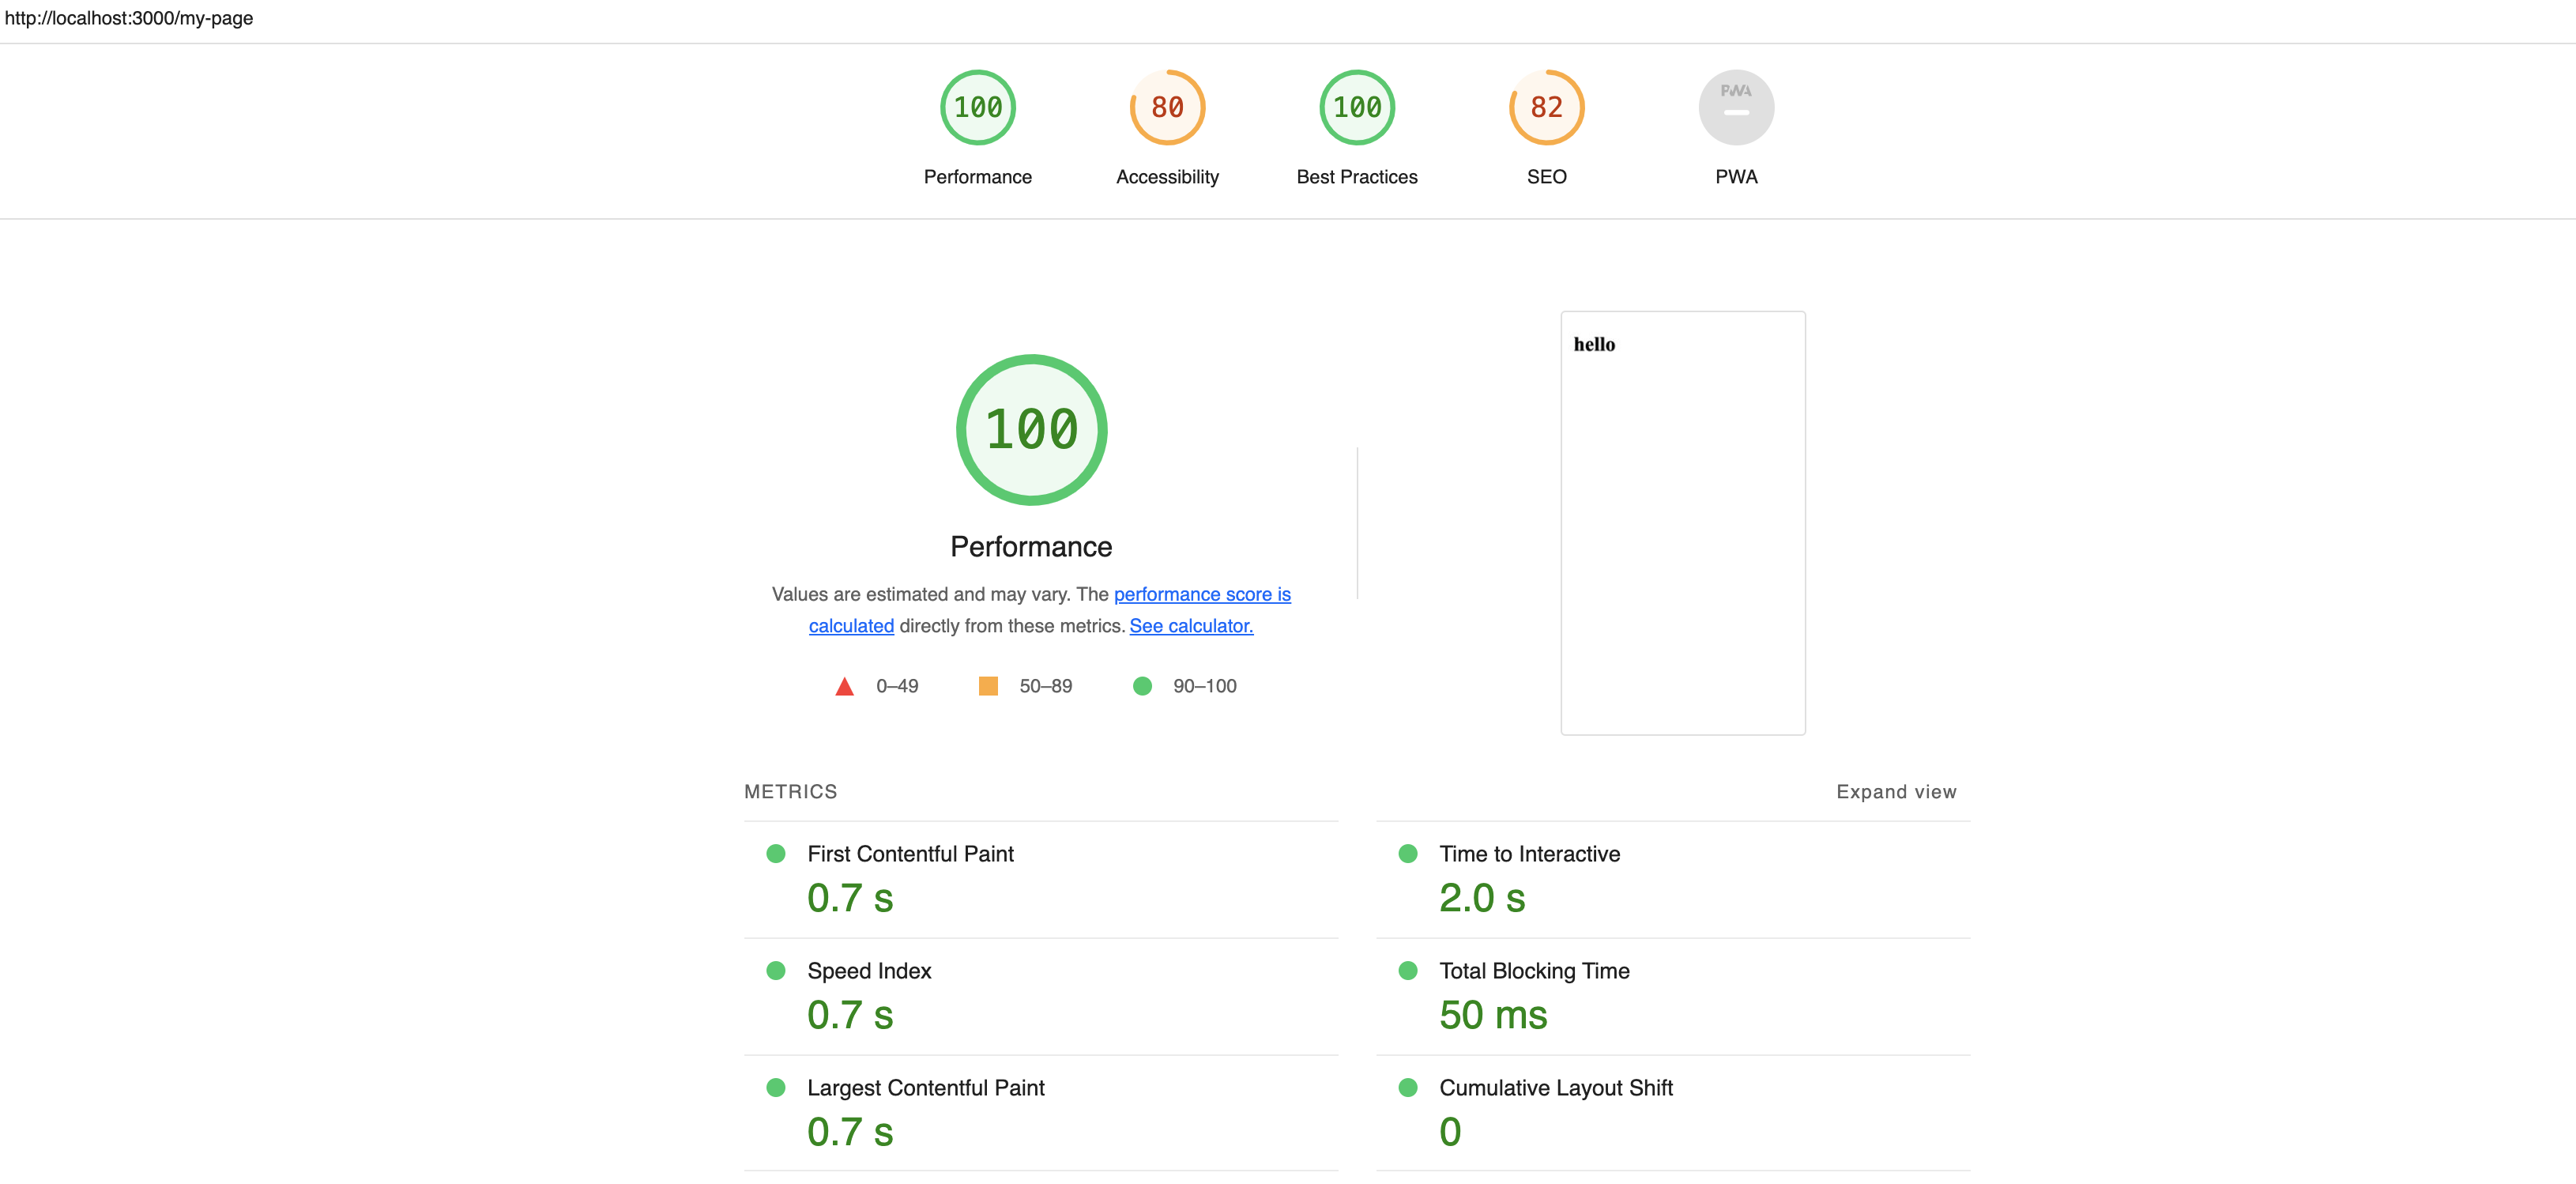 http://localhost:3000/my-page
100
Performance
80
Accessibility
100
Best Practices
82
SEO
PWA
PWA
100
Performance
Values are estimated and may vary. The performance score is
calculated directly from these metrics. See calculator.
0–49
50–89
90–100
hello
METRICS
Expand view
First Contentful Paint
0.7 s
Time to Interactive
2.0 s
Speed Index
0.7 s
Total Blocking Time
50 ms
Largest Contentful Paint
0.7 s
Cumulative Layout Shift
0